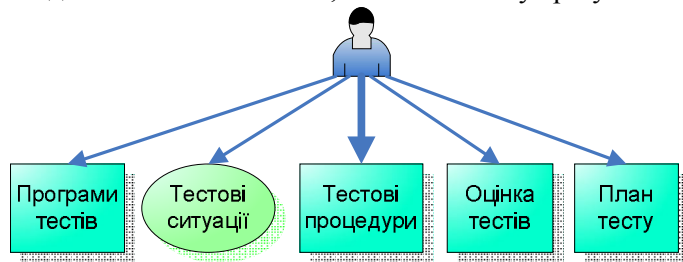 Програми
тестів
Тестові
ситуації
Тестові
процедури
Оцінка
тестів
План
тесту